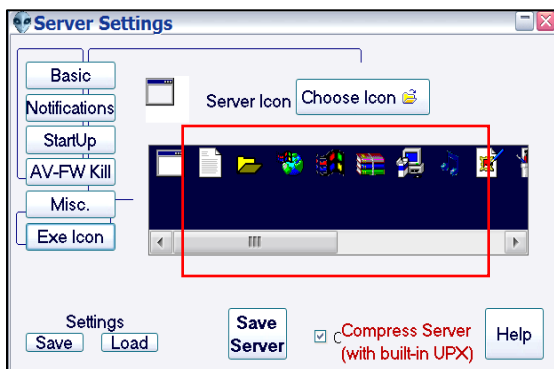 Server Settings
Basic
Notifications
StartUp
AV-FW Kill
Misc.
Exe Icon
Server Icon
Choose Icon
Settings
Save
Load
Save
Server
Compress Server
(with built-in UPX)
Help